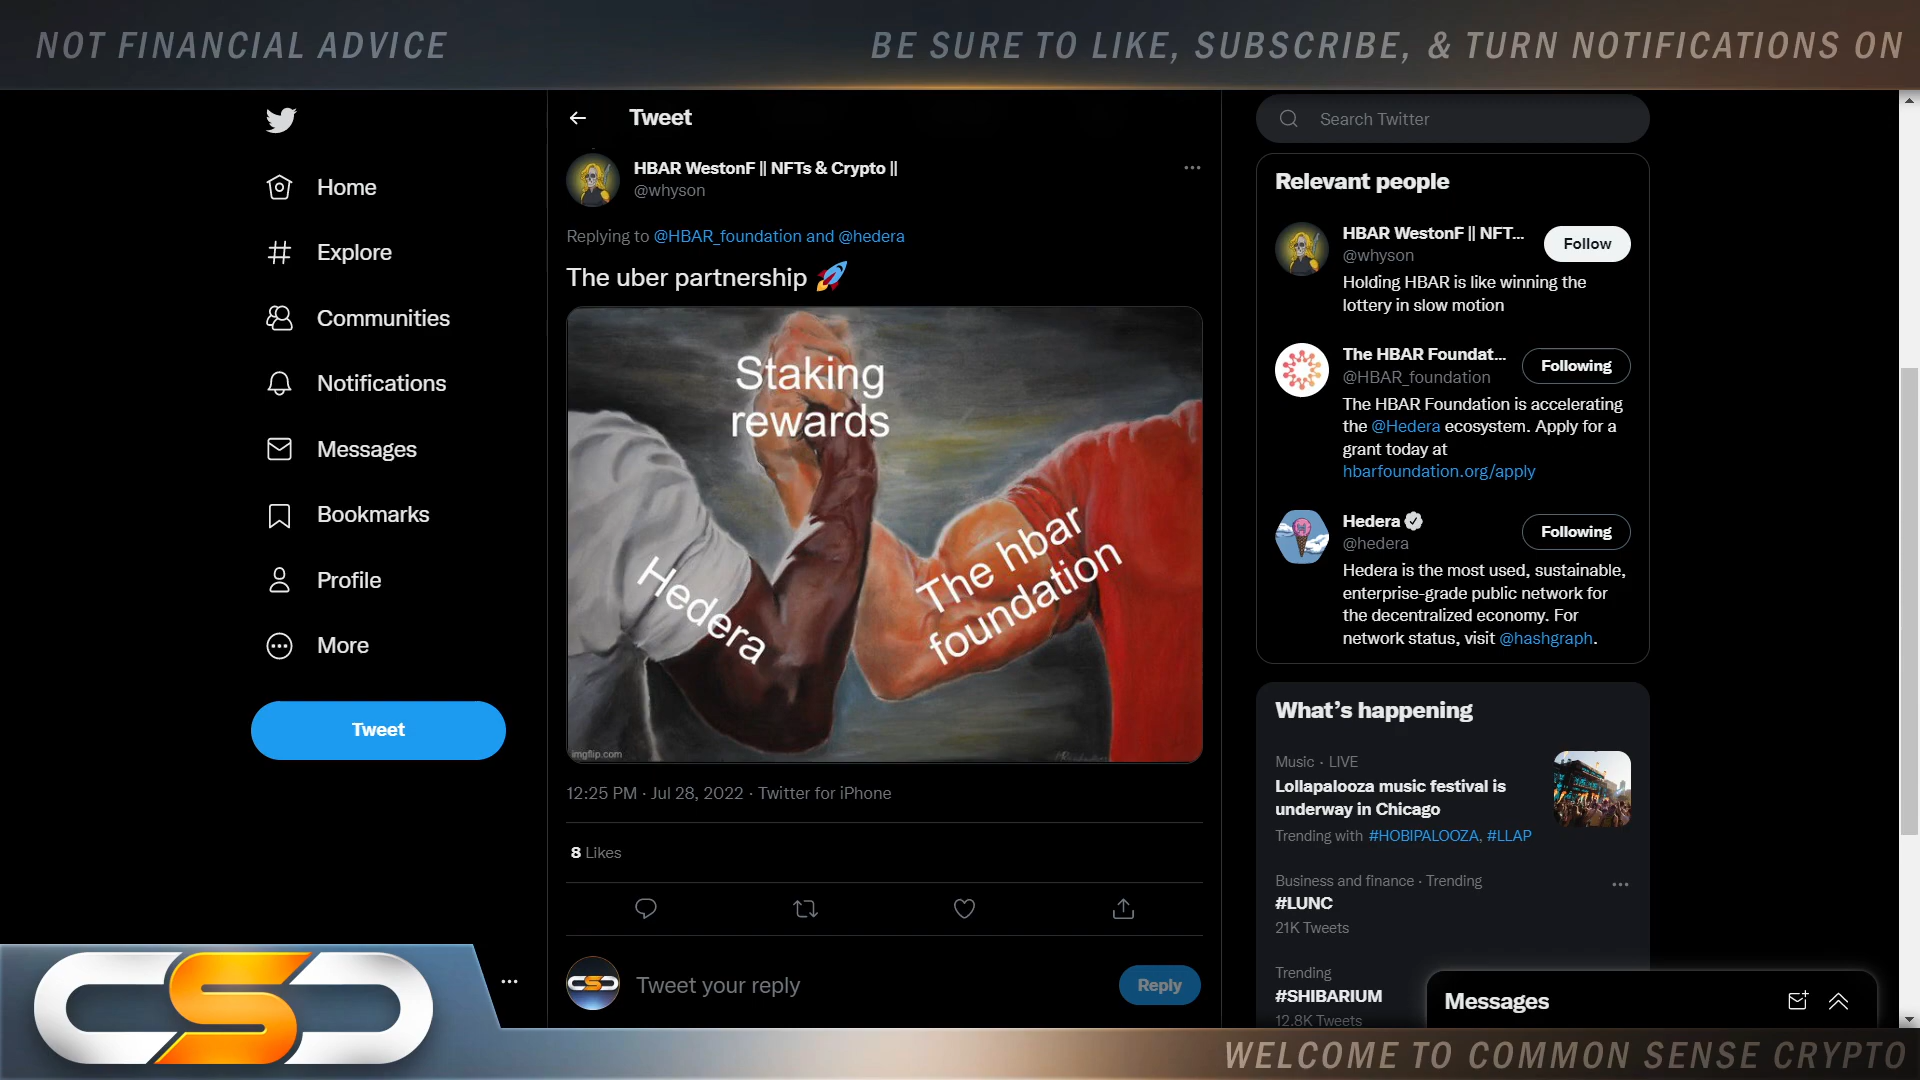 NOT FINANCIAL ADVICE
BE SURE TO LIKE, SUBSCRIBE, & TURN NOTIFICATIONS ON
Home
Explore
Communities
Notifications
Messages
Bookmarks
Profile
More
Tweet
Tweet
HBAR WestonF || NFTs & Crypto ||
@whyson
Replying to @HBAR_foundation and @hedera
The uber partnership 🚀
Staking
rewards
Hedera
The hbar
foundation
imgflip.com
12:25 PM · Jul 28, 2022 · Twitter for iPhone
8 Likes
Tweet your reply
Reply
Search Twitter
Relevant people
HBAR WestonF || NFT...
@whyson
Follow
Holding HBAR is like winning the
lottery in slow motion
The HBAR Foundat...
@HBAR_foundation
Following
The HBAR Foundation is accelerating
the @Hedera ecosystem. Apply for a
grant today at
hbarfoundation.org/apply
Hedera
@hedera
Following
Hedera is the most used, sustainable,
enterprise-grade public network for
the decentralized economy. For
network status, visit @hashgraph.
What's happening
Music · LIVE
Lollapalooza music festival is
underway in Chicago
Trending with #HOBIPALOOZA, #LLAP
Business and finance · Trending
#LUNC
21K Tweets
Trending
#SHIBARIUM
12.8K Tweets
Messages
CSC
WELCOME TO COMMON SENSE CRYPTO